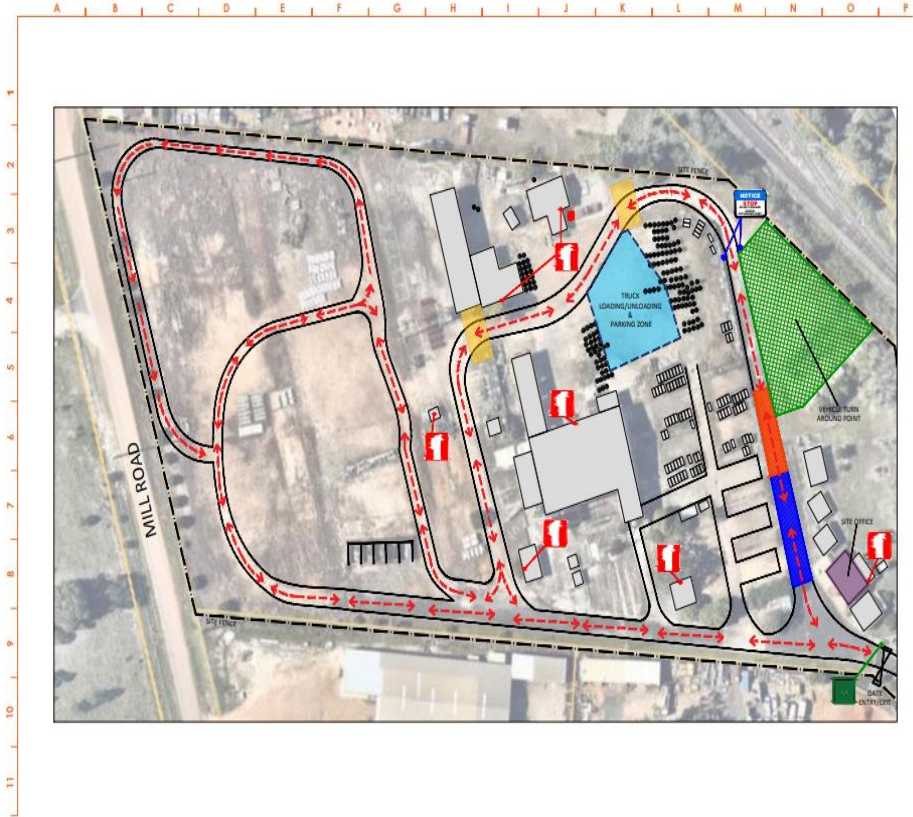 A B C D E F G H I J K L M N O P
1
2
3
4
5
6
7
8
9
10
11
SITE FENCE
NOTICE
STOP
TRUCK
LOADING/UNLOADING
&
PARKING ZONE
VEHICLE TURN
AROUND POINT
MILL ROAD
SITE OFFICE
SITE FENCE
GATE
ENTRY/EXIT